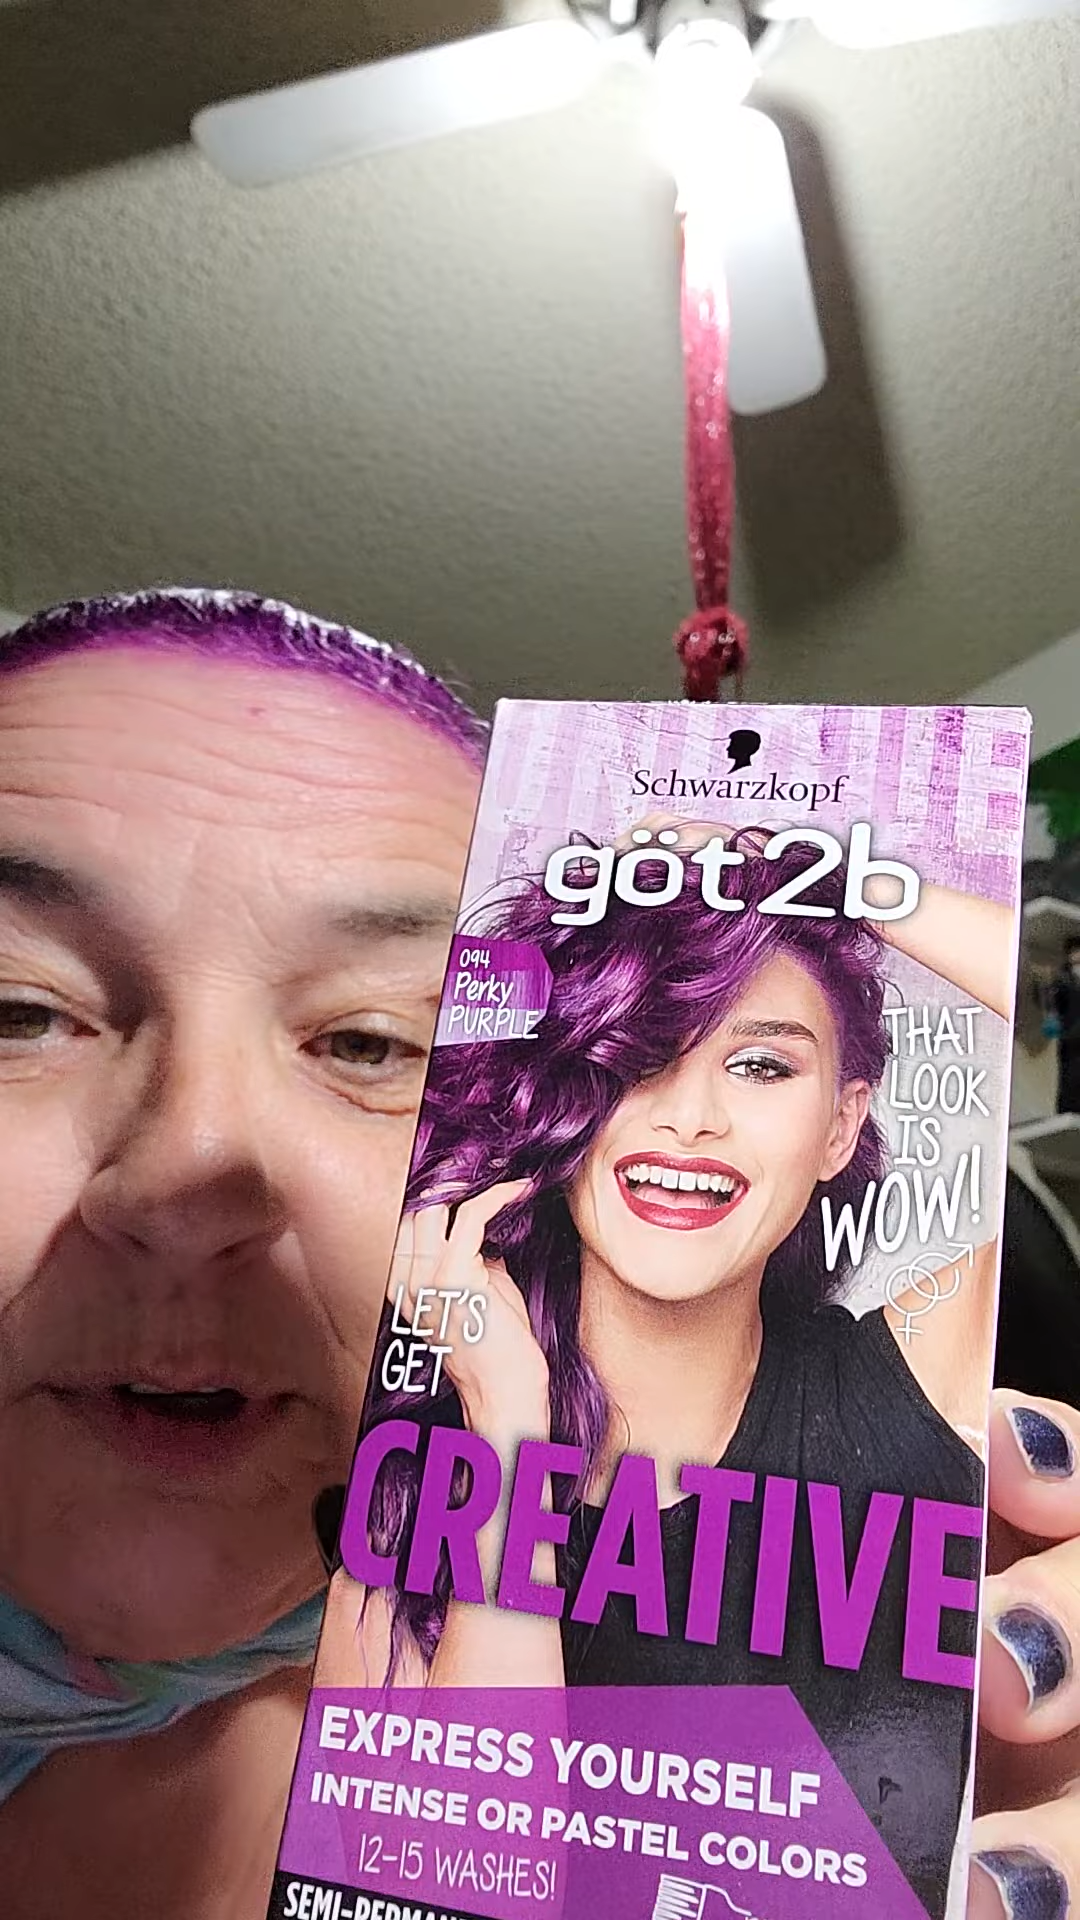 Schwarzkopf
göt2b
094
Perky
PURPLE
THAT
LOOK
IS
WOW!
LET'S
GET
CREATIVE
EXPRESS YOURSELF
INTENSE OR PASTEL COLORS
12-15 WASHES!